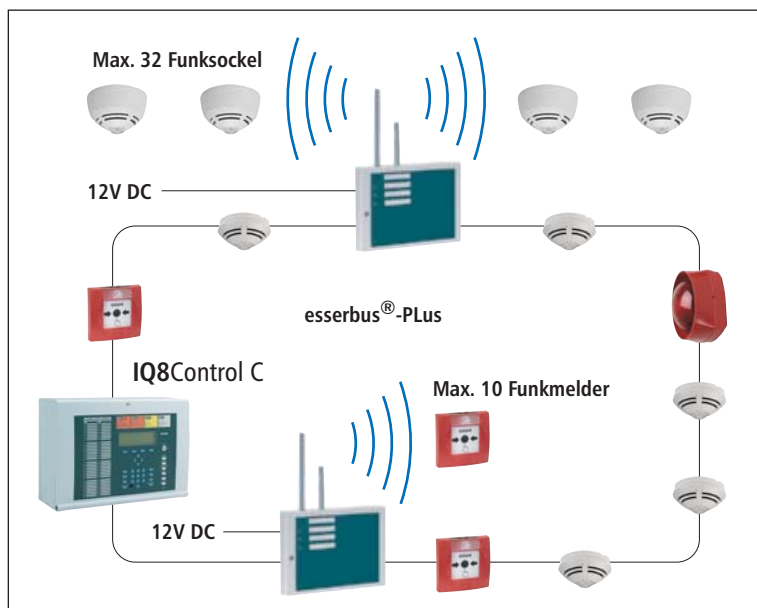 Max. 32 Funksockel
12V DC
esserbus®-PLus
IQ8Control C
Max. 10 Funkmelder
12V DC